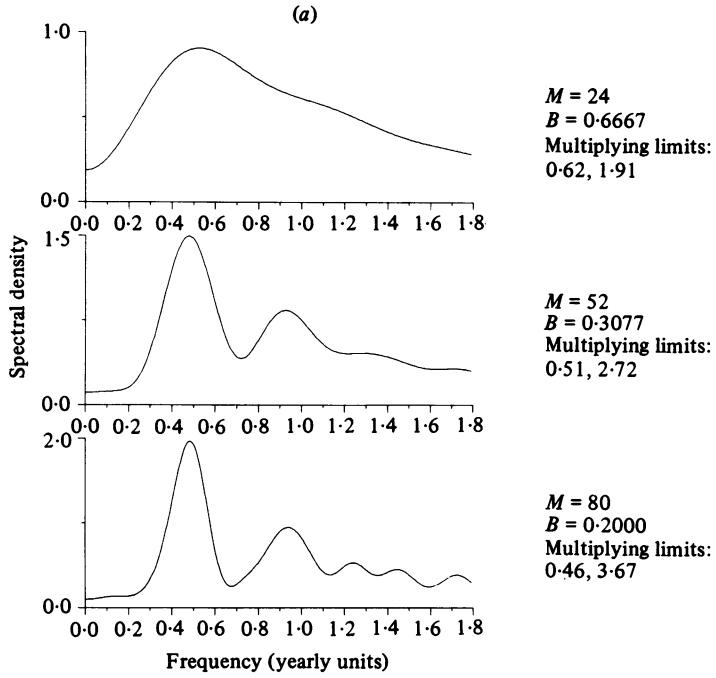 (a)
1·0
0·0
0·0 0·2 0·4 0·6 0·8 1·0 1·2 1·4 1·6 1·8
M = 24
B = 0·6667
Multiplying limits:
0·62, 1·91
Spectral density
1·5
0·0
0·0 0·2 0·4 0·6 0·8 1·0 1·2 1·4 1·6 1·8
M = 52
B = 0·3077
Multiplying limits:
0·51, 2·72
2·0
0·0
0·0 0·2 0·4 0·6 0·8 1·0 1·2 1·4 1·6 1·8
M = 80
B = 0·2000
Multiplying limits:
0·46, 3·67
Frequency (yearly units)